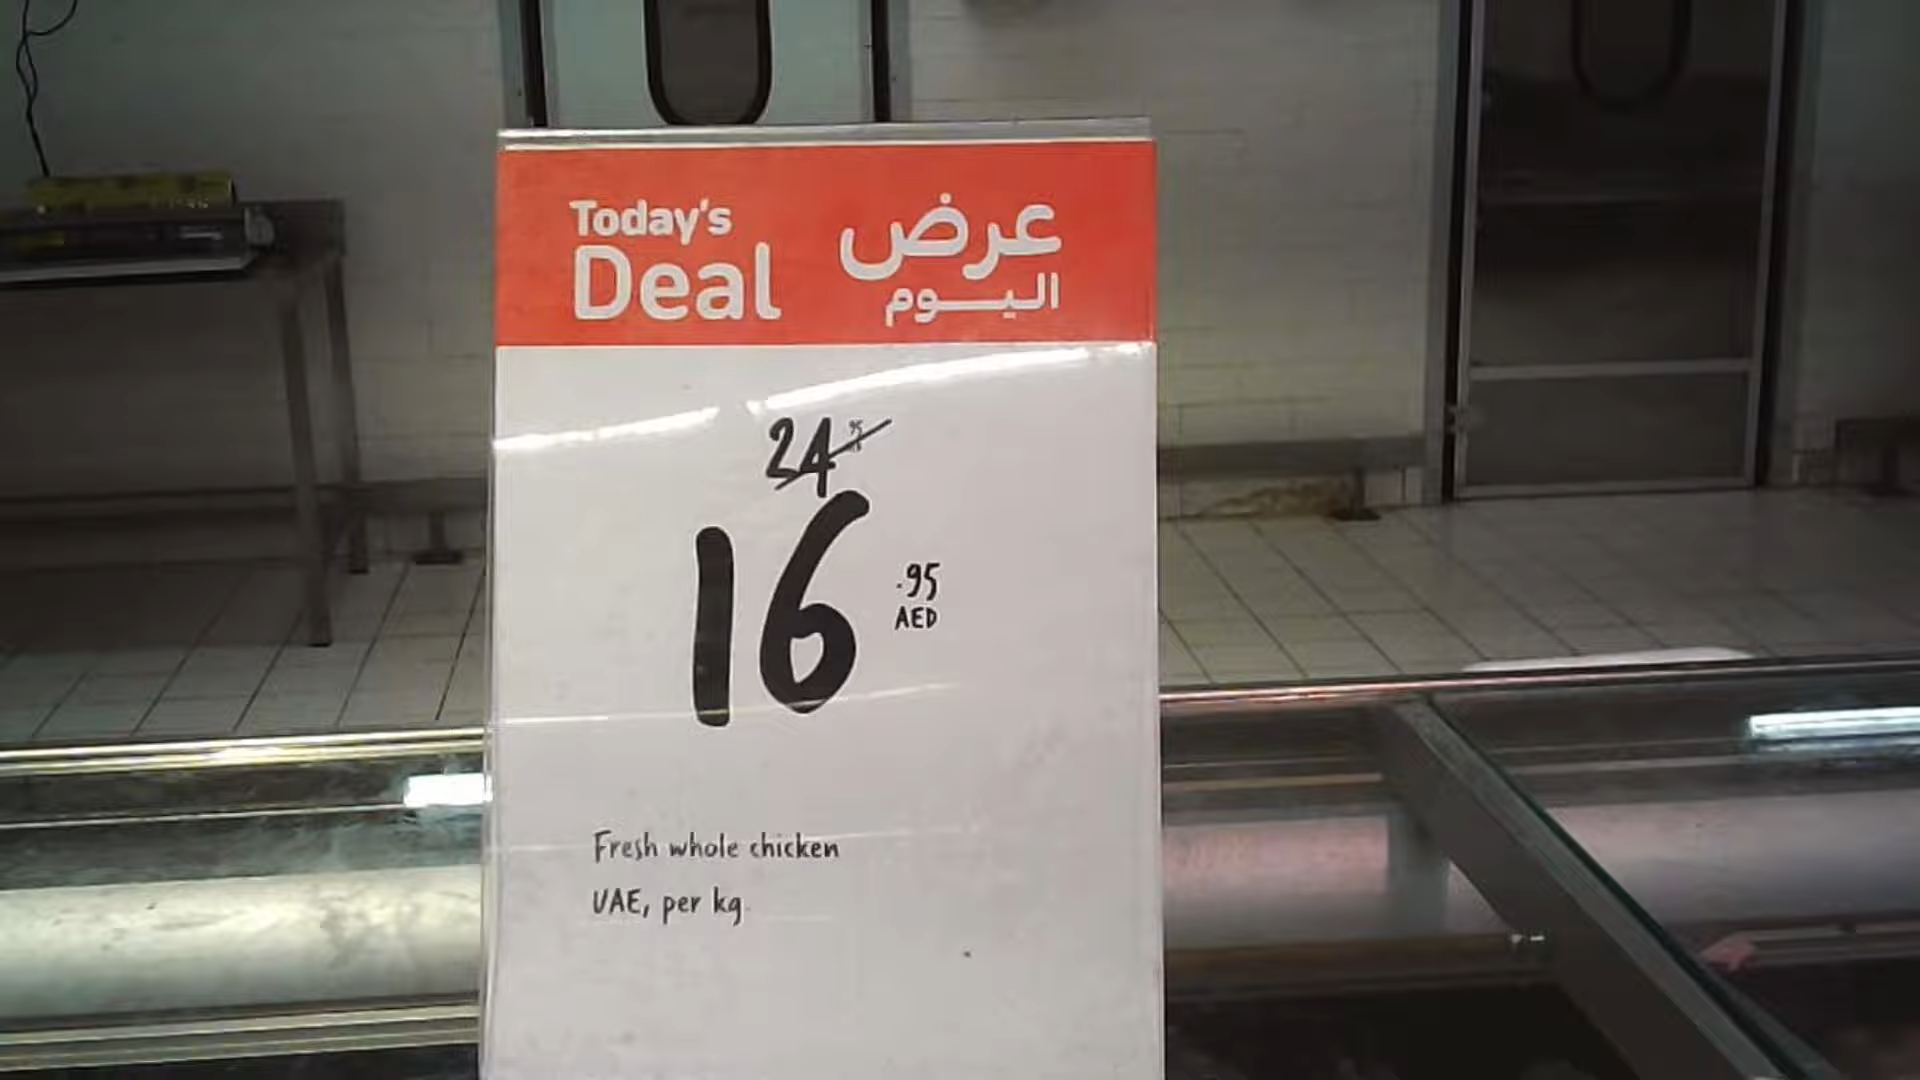 Today's
Deal
عرض
اليوم
24 .95
16 .95
AED
Fresh whole chicken
UAE, per kg